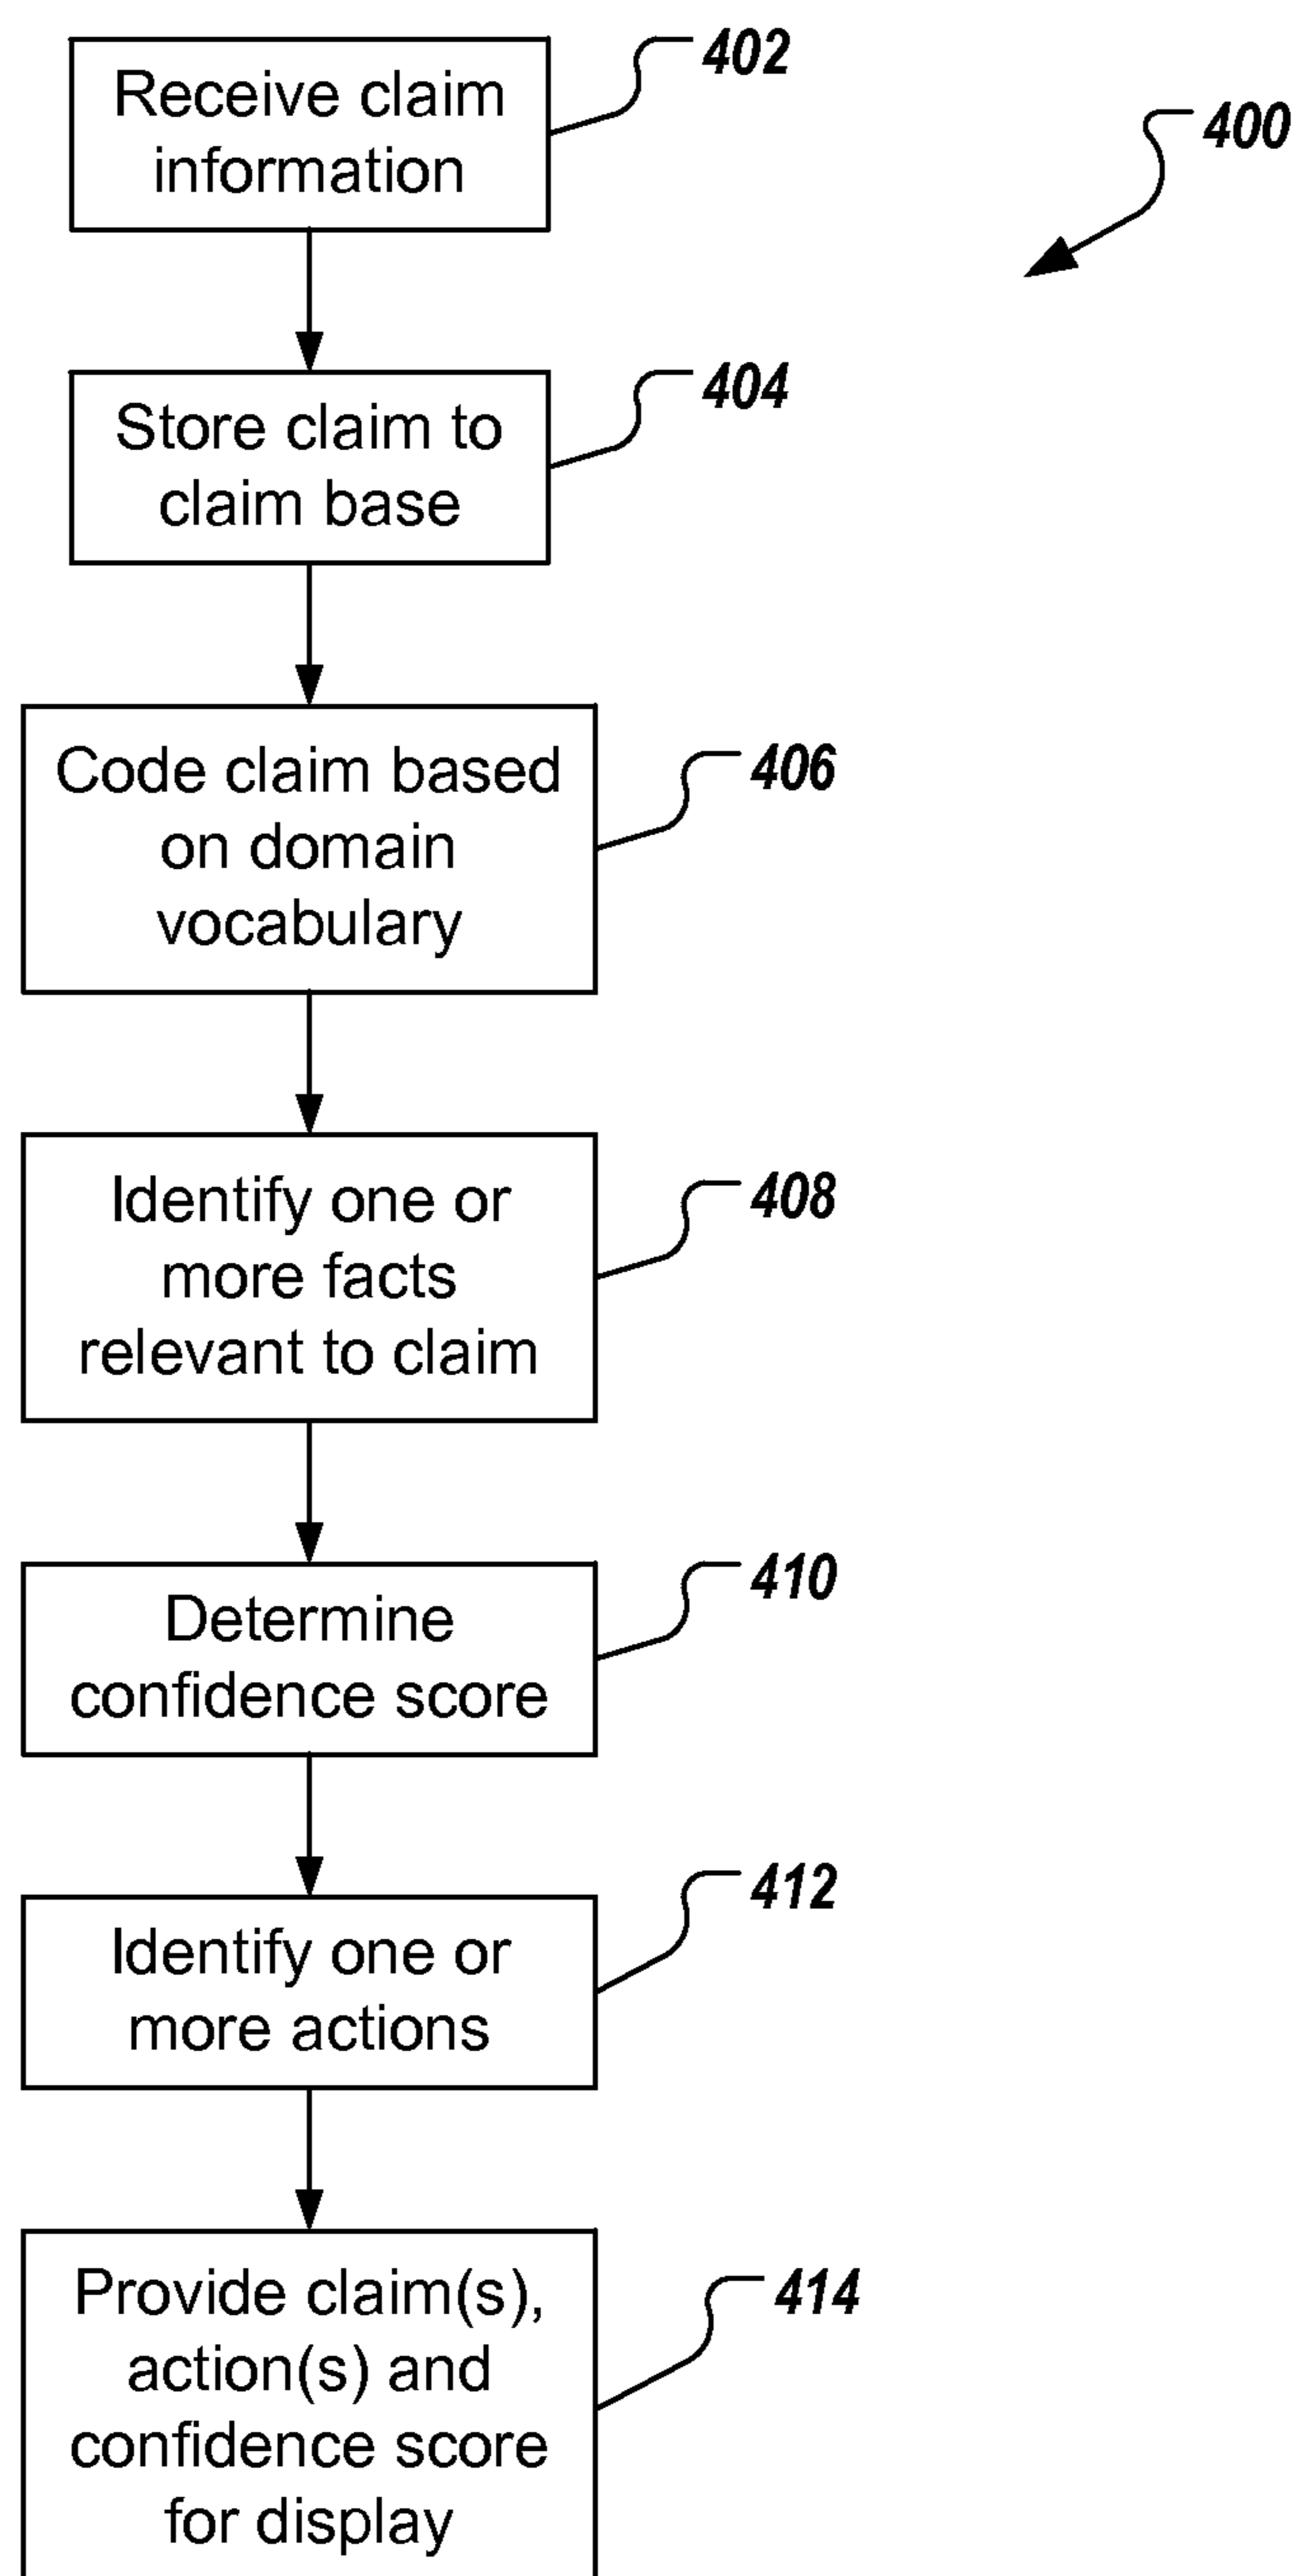 Receive claim
information
402
400
Store claim to
claim base
404
Code claim based
on domain
vocabulary
406
Identify one or
more facts
relevant to claim
408
Determine
confidence score
410
Identify one or
more actions
412
Provide claim(s),
action(s) and
confidence score
for display
414